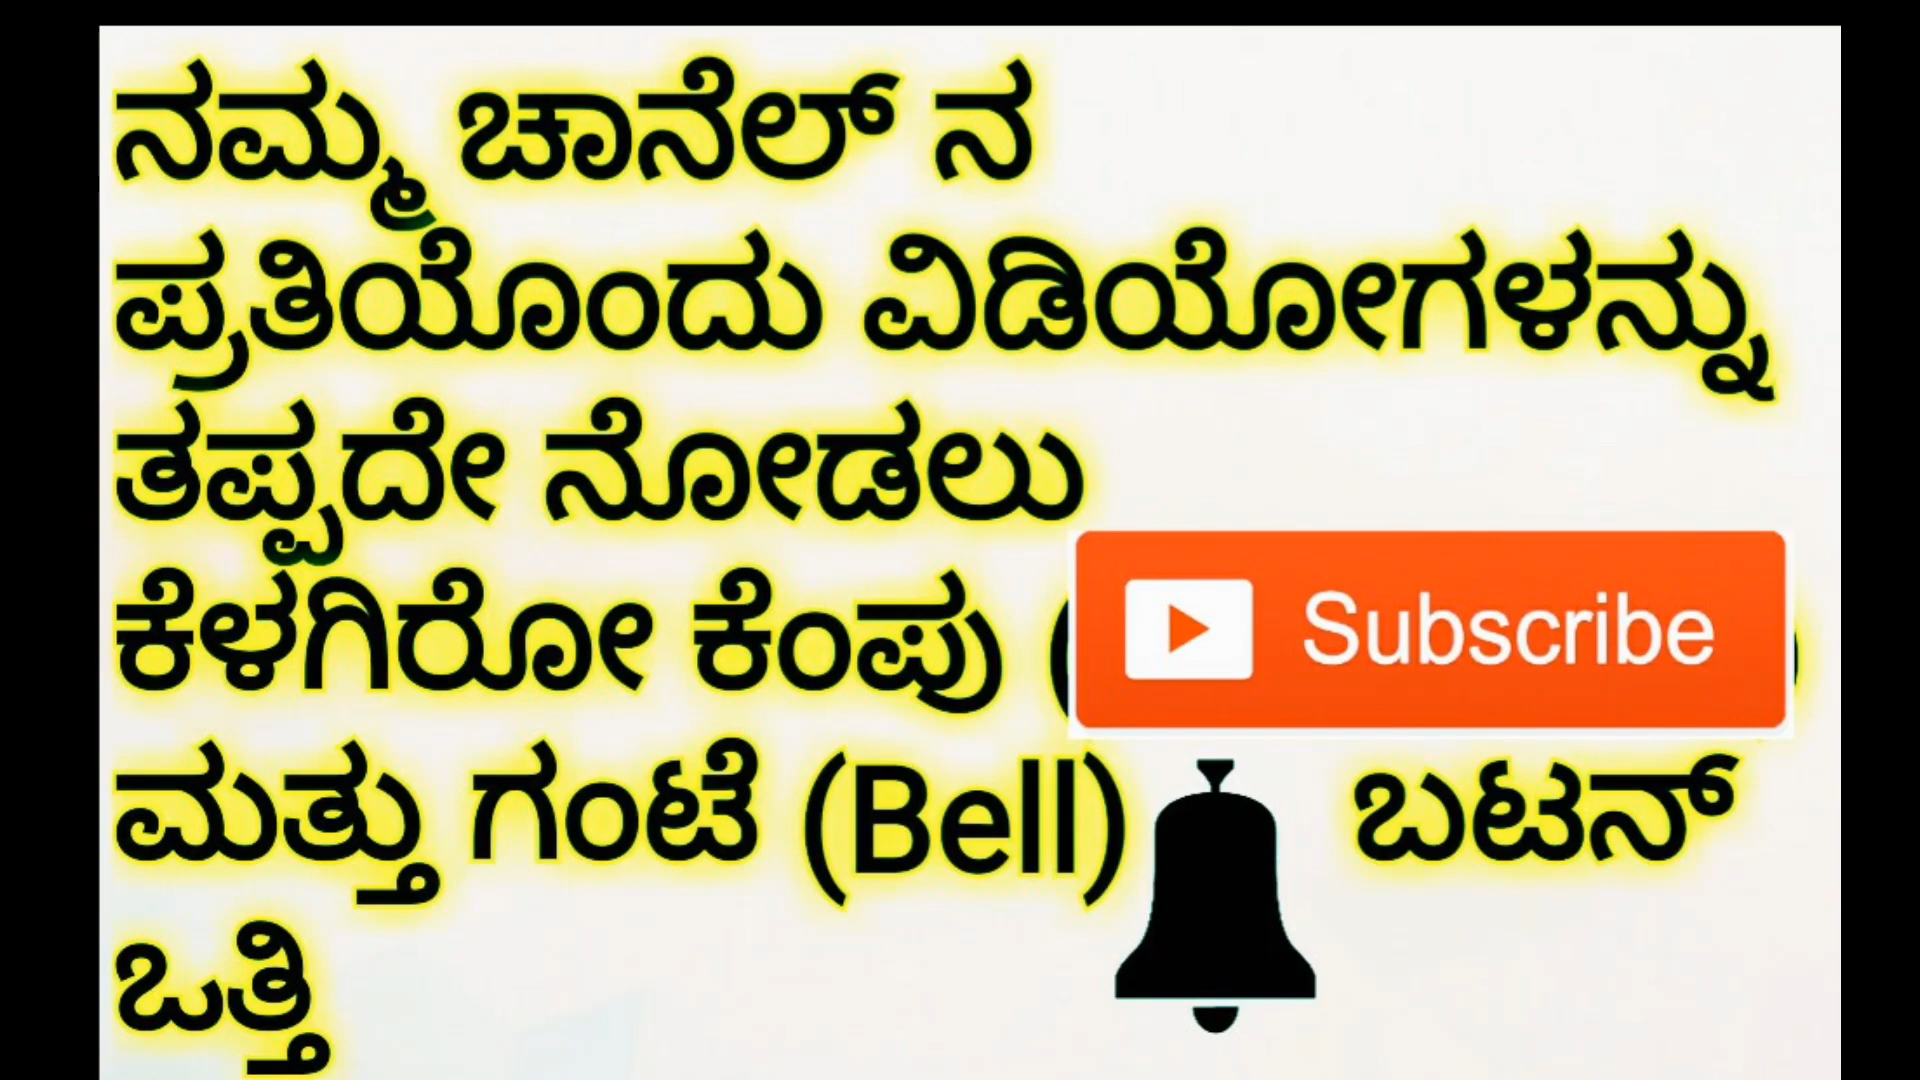 ನಮ್ಮ ಚಾನೆಲ್ ನ
ಪ್ರತಿಯೊಂದು ವಿಡಿಯೋಗಳನ್ನು
ತಪ್ಪದೇ ನೋಡಲು
ಕೆಳಗಿರೋ ಕೆಂಪು ( Subscribe )
ಮತ್ತು ಗಂಟೆ (Bell) ಬಟನ್
ಒತ್ತಿ